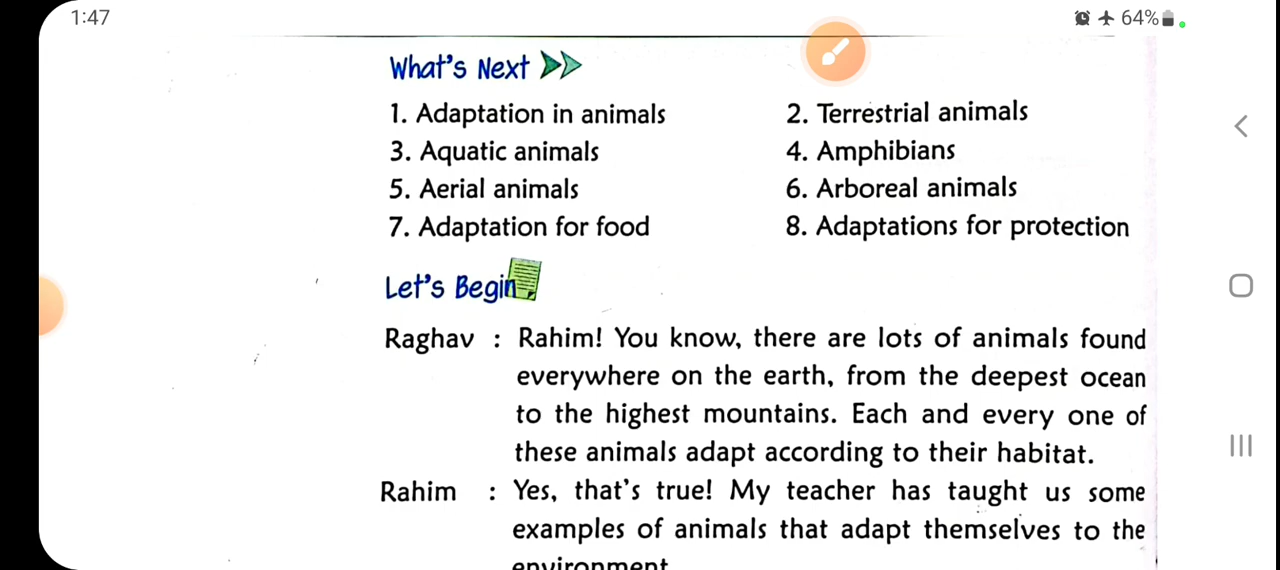 1:47
64%
What's Next
1. Adaptation in animals
2. Terrestrial animals
3. Aquatic animals
4. Amphibians
5. Aerial animals
6. Arboreal animals
7. Adaptation for food
8. Adaptations for protection
Let's Begin
Raghav : Rahim! You know, there are lots of animals found
everywhere on the earth, from the deepest ocean
to the highest mountains. Each and every one of
these animals adapt according to their habitat.
Rahim : Yes, that's true! My teacher has taught us some
examples of animals that adapt themselves to the
environment